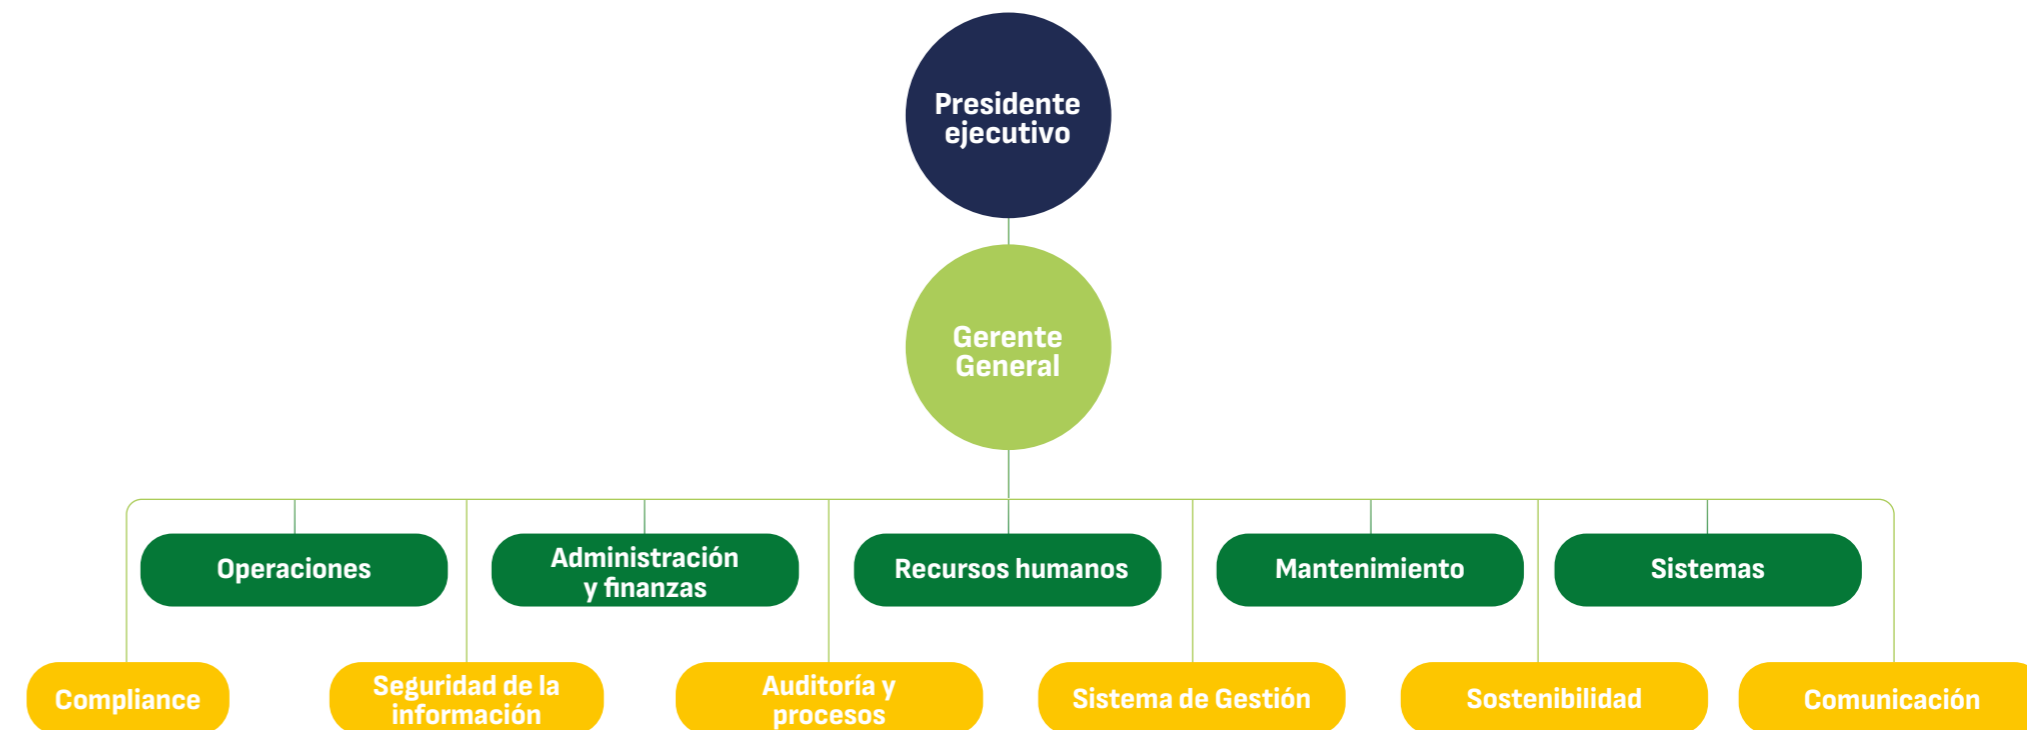 Presidente
ejecutivo
Gerente
General
Operaciones
Administración
y finanzas
Recursos humanos
Mantenimiento
Sistemas
Compliance
Seguridad de la
información
Auditoría y
procesos
Sistema de Gestión
Sostenibilidad
Comunicación